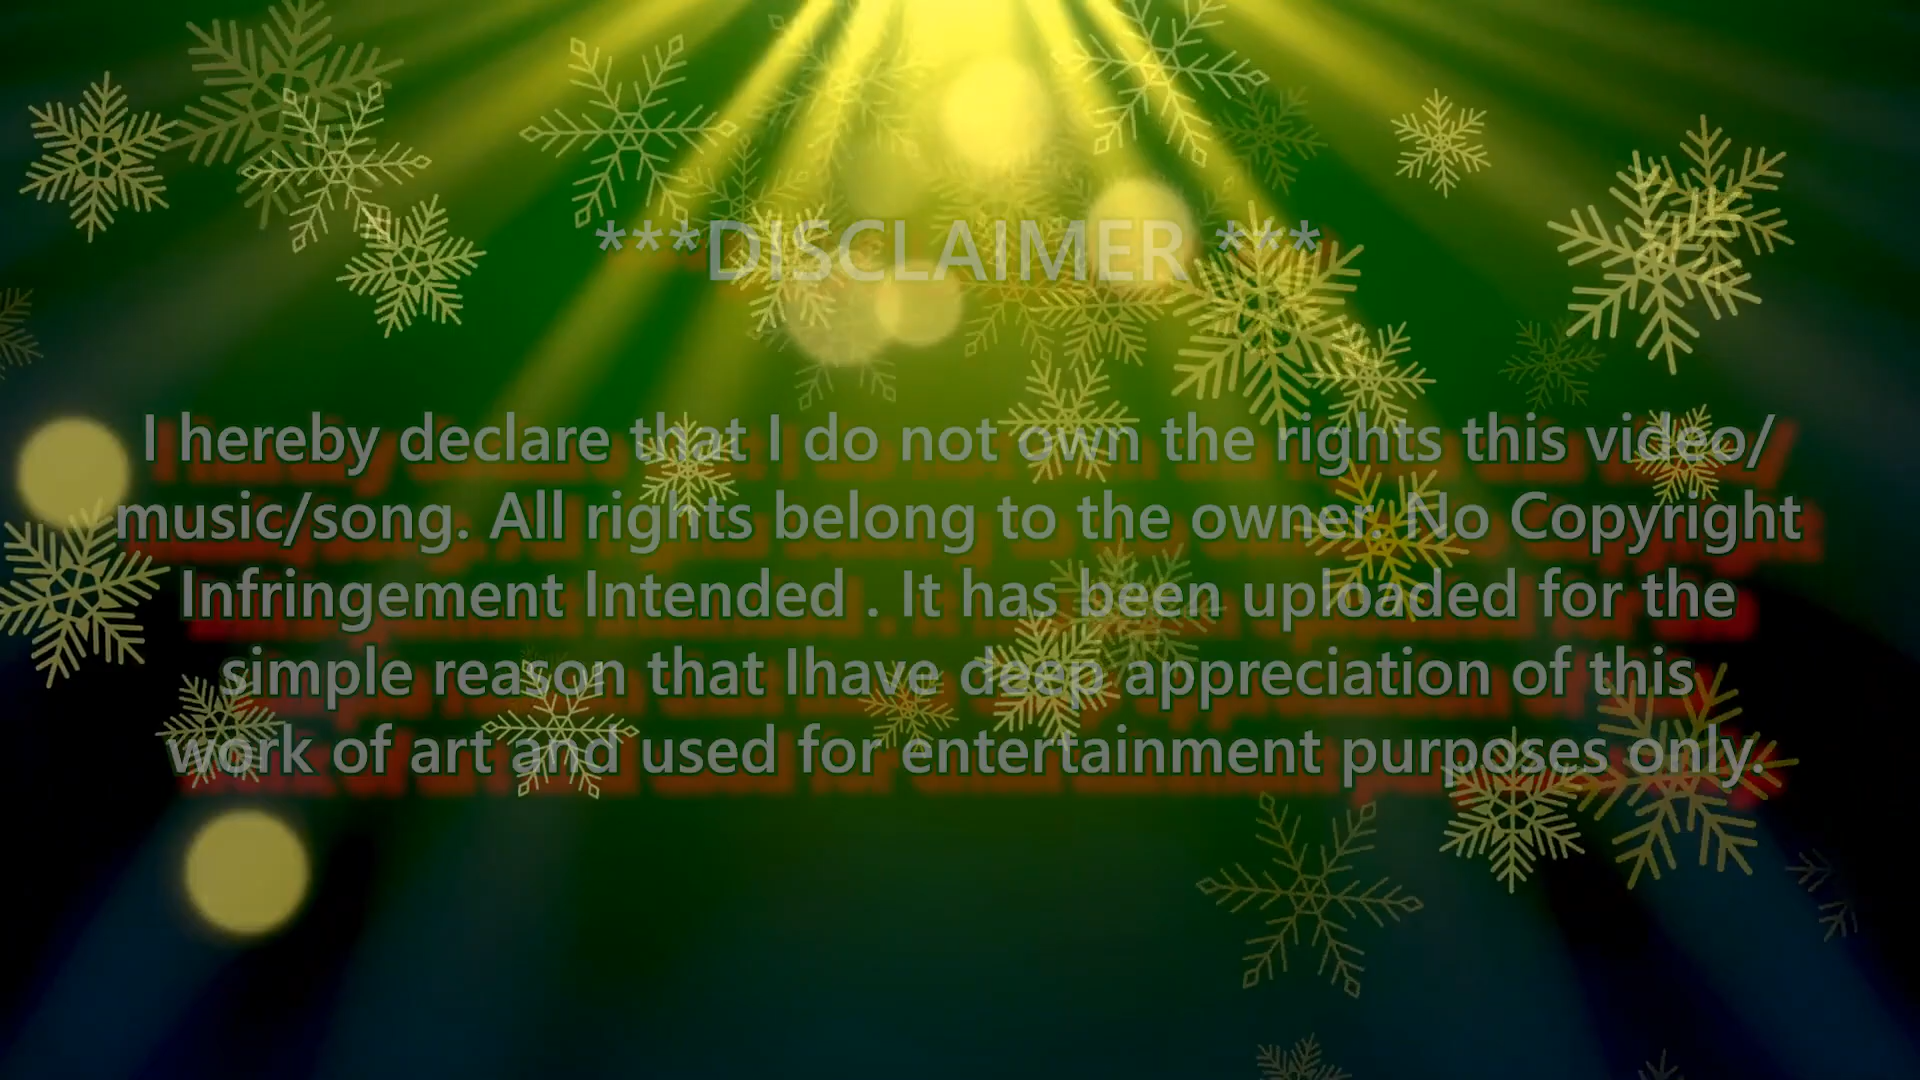 ***DISCLAIMER ***
I hereby declare that I do not own the rights this video/
music/song. All rights belong to the owner. No Copyright
Infringement Intended . It has been uploaded for the
simple reason that Ihave deep appreciation of this
work of art and used for entertainment purposes only.